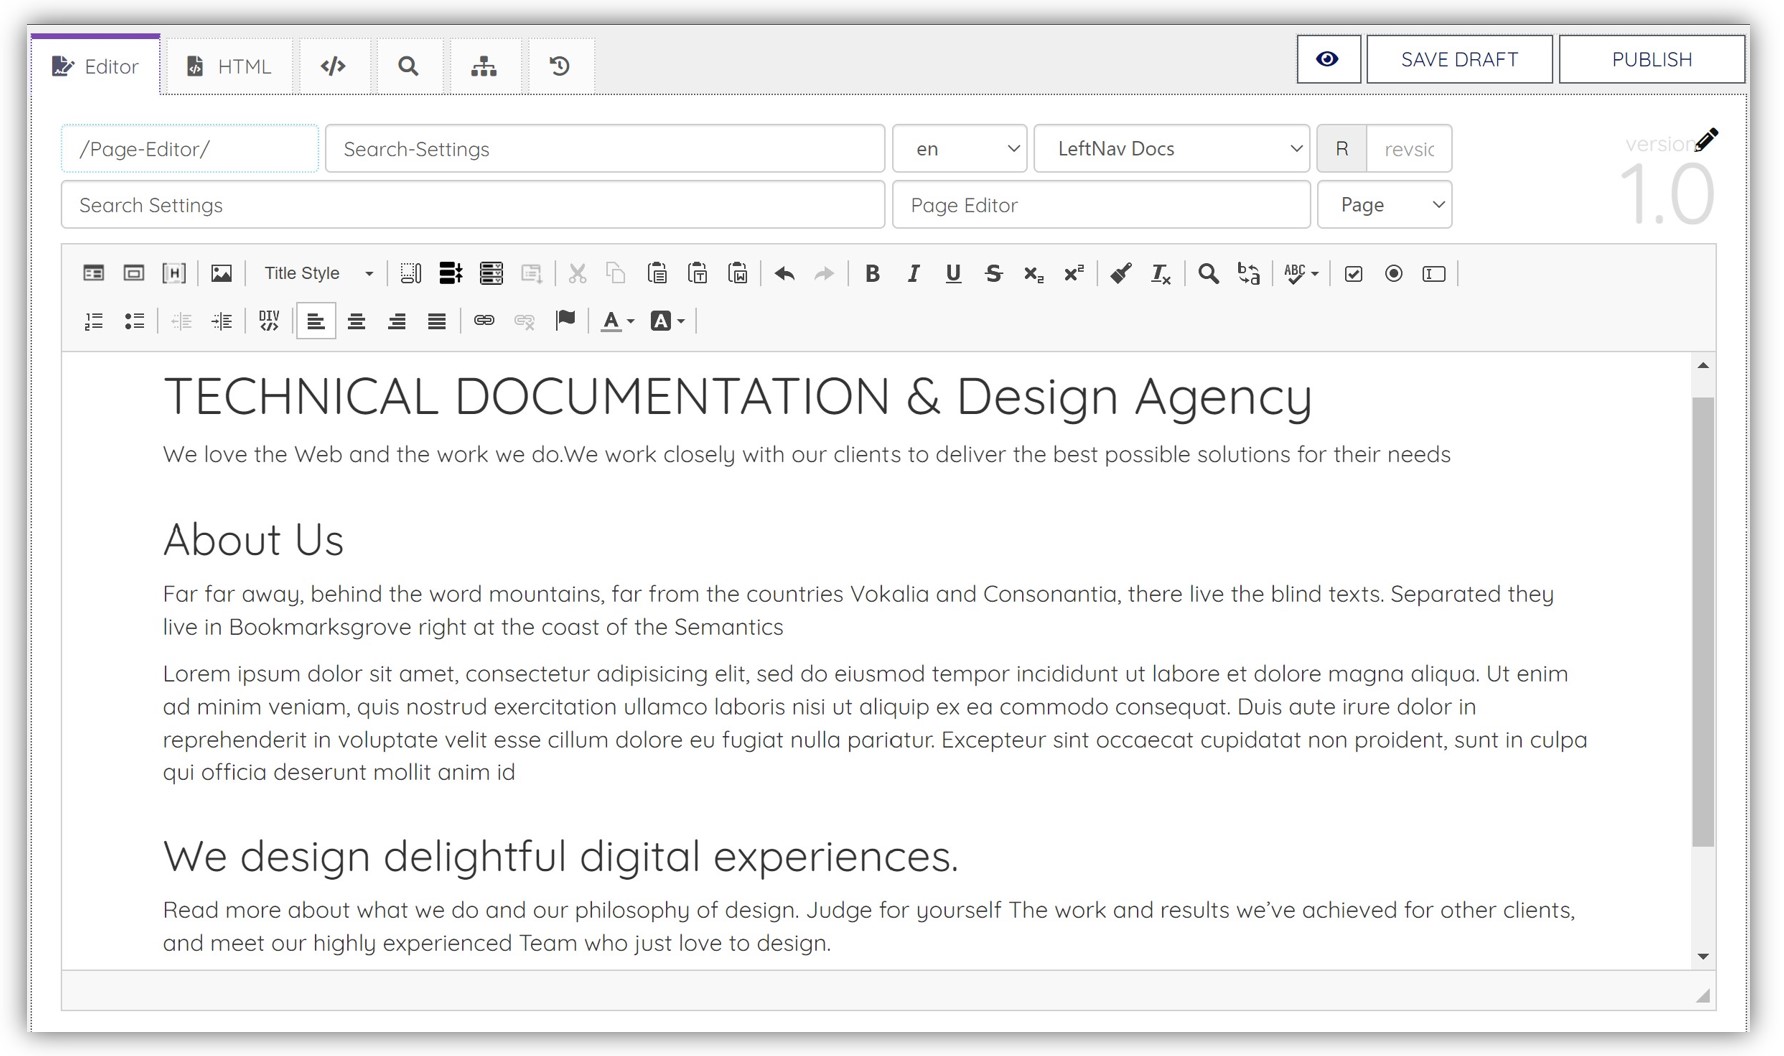 Editor HTML SAVE DRAFT PUBLISH
/Page-Editor/ Search-Settings en LeftNav Docs R revsic
version
1.0
Search Settings Page Editor Page
Title Style B I U S x₂ x² Tx ABC
DIV A A
TECHNICAL DOCUMENTATION & Design Agency
We love the Web and the work we do.We work closely with our clients to deliver the best possible solutions for their needs
About Us
Far far away, behind the word mountains, far from the countries Vokalia and Consonantia, there live the blind texts. Separated they
live in Bookmarksgrove right at the coast of the Semantics
Lorem ipsum dolor sit amet, consectetur adipisicing elit, sed do eiusmod tempor incididunt ut labore et dolore magna aliqua. Ut enim
ad minim veniam, quis nostrud exercitation ullamco laboris nisi ut aliquip ex ea commodo consequat. Duis aute irure dolor in
reprehenderit in voluptate velit esse cillum dolore eu fugiat nulla pariatur. Excepteur sint occaecat cupidatat non proident, sunt in culpa
qui officia deserunt mollit anim id
We design delightful digital experiences.
Read more about what we do and our philosophy of design. Judge for yourself The work and results we’ve achieved for other clients,
and meet our highly experienced Team who just love to design.